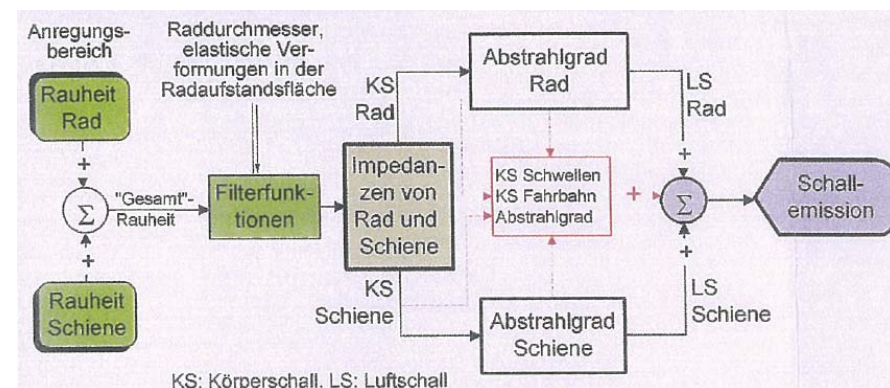 Anregungs-
bereich
Rauheit
Rad
+
Σ
+
Rauheit
Schiene
"Gesamt"-
Rauheit
Raddurchmesser,
elastische Ver-
formungen in der
Radaufstandsfläche
Filterfunk-
tionen
Impedan-
zen von
Rad und
Schiene
KS
Rad
KS
Schiene
Abstrahlgrad
Rad
KS Schwellen
KS Fahrbahn
Abstrahlgrad
Abstrahlgrad
Schiene
LS
Rad
+
+
Σ
+
LS
Schiene
Schall-
emission
KS: Körperschall, LS: Luftschall